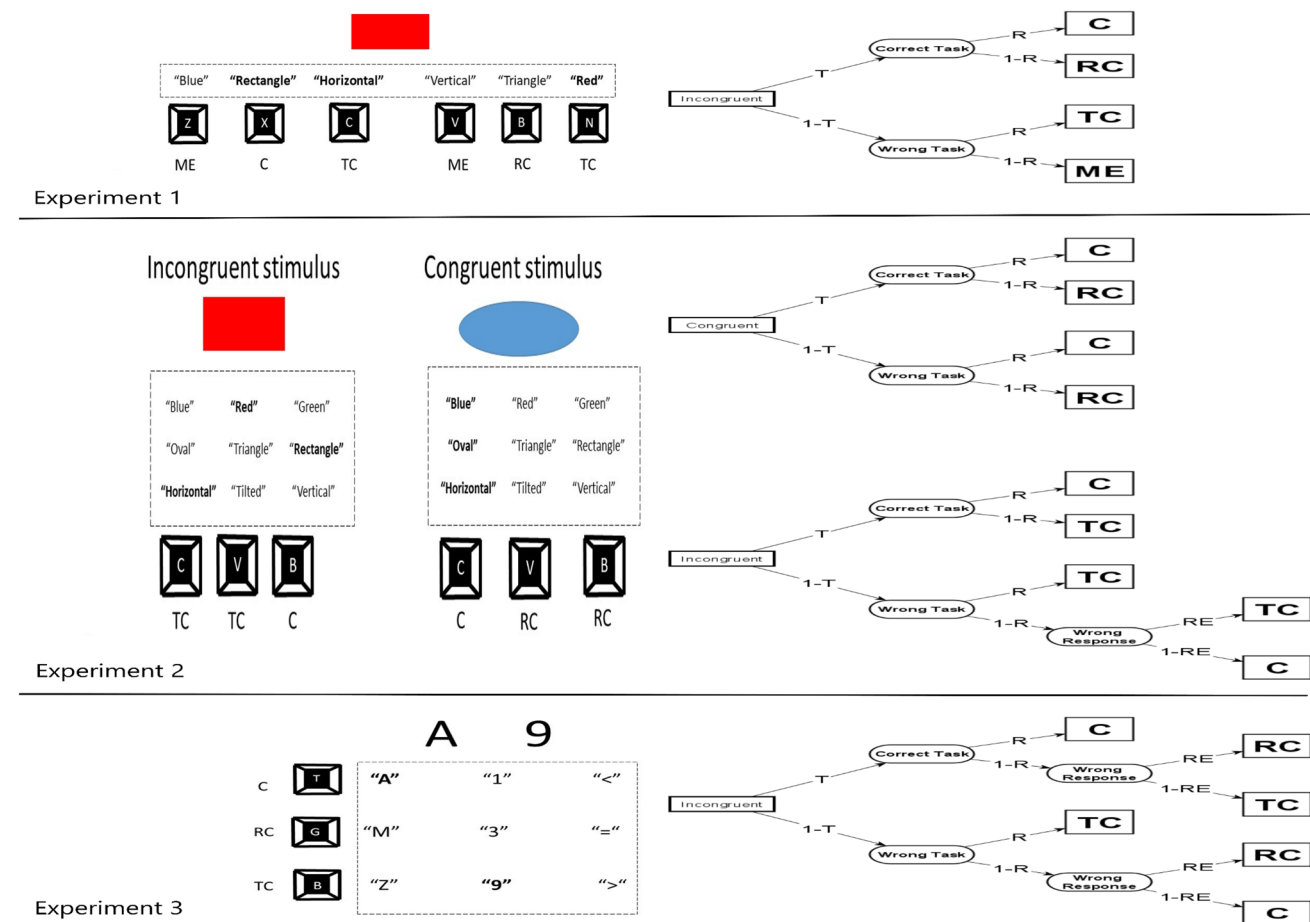 "Blue" "Rectangle" "Horizontal" "Vertical" "Triangle" "Red"
Z X C V B N
ME C TC ME RC TC
Experiment 1
Incongruent
T
1-T
Correct Task
Wrong Task
R
1-R
R
1-R
C
RC
TC
ME
Incongruent stimulus
"Blue" "Red" "Green"
"Oval" "Triangle" "Rectangle"
"Horizontal" "Tilted" "Vertical"
C V B
TC TC C
Congruent stimulus
"Blue" "Red" "Green"
"Oval" "Triangle" "Rectangle"
"Horizontal" "Tilted" "Vertical"
C V B
C RC RC
Experiment 2
Congruent
T
1-T
Correct Task
Wrong Task
R
1-R
R
1-R
C
RC
C
RC
Incongruent
T
1-T
Correct Task
Wrong Task
R
1-R
R
1-R
C
TC
TC
Wrong
Response
RE
1-RE
TC
C
A 9
C T "A" "1" "<"
RC G "M" "3" "="
TC B "Z" "9" ">"
Experiment 3
Incongruent
T
1-T
Correct Task
Wrong Task
R
1-R
C
Wrong
Response
RE
1-RE
RC
TC
R
1-R
TC
Wrong
Response
RE
1-RE
RC
C